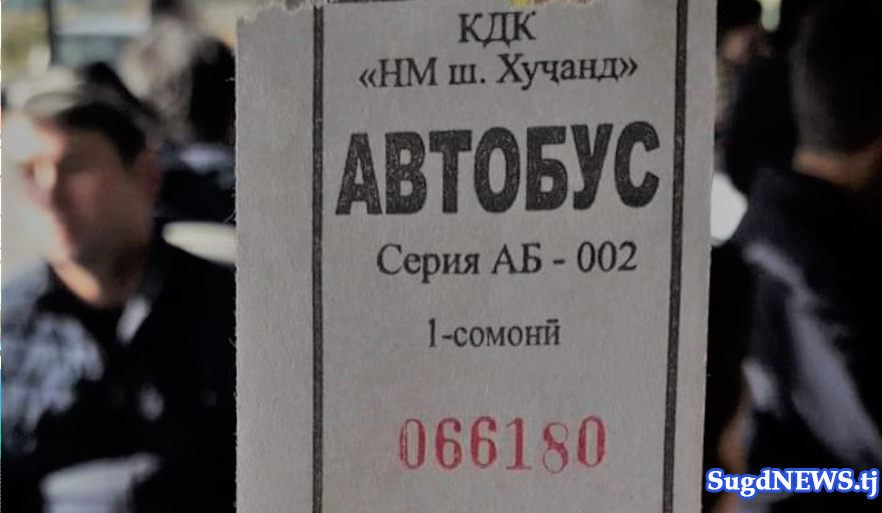 КДК
«НМ ш. Хуҷанд»
АВТОБУС
Серия АБ - 002
1-сомонӣ
066180
SugdNEWS.tj